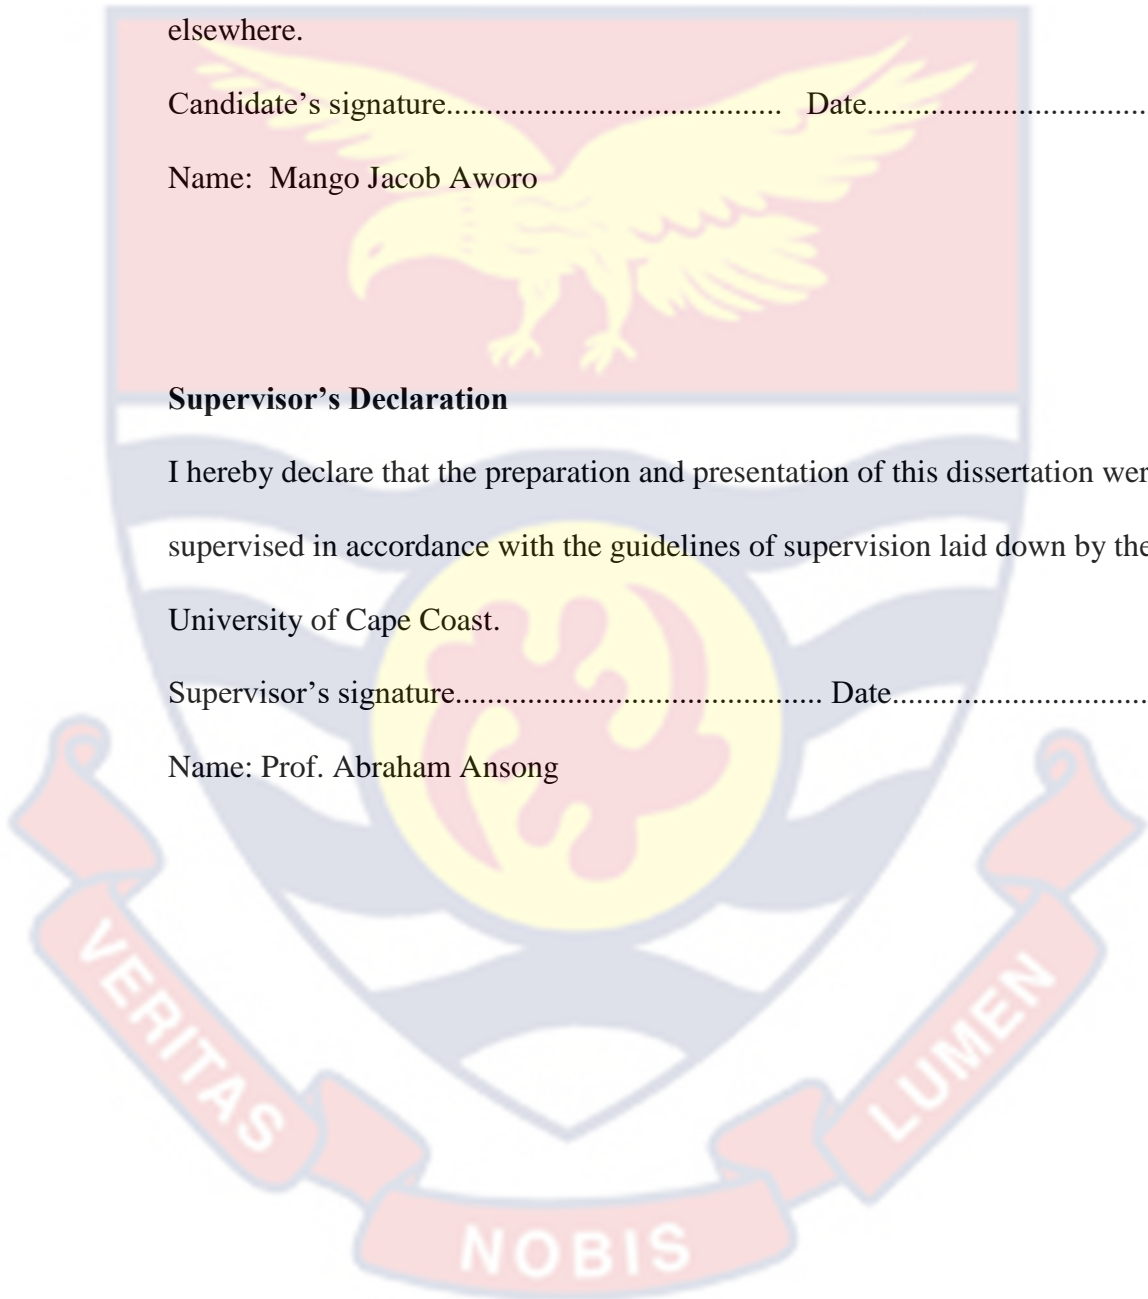 elsewhere.
Candidate’s signature.......................................... Date...................................
Name: Mango Jacob Aworo
Supervisor’s Declaration
I hereby declare that the preparation and presentation of this dissertation wer
supervised in accordance with the guidelines of supervision laid down by the
University of Cape Coast.
Supervisor’s signature.............................................. Date................................
Name: Prof. Abraham Ansong
VERITAS
NOBIS
LUMEN